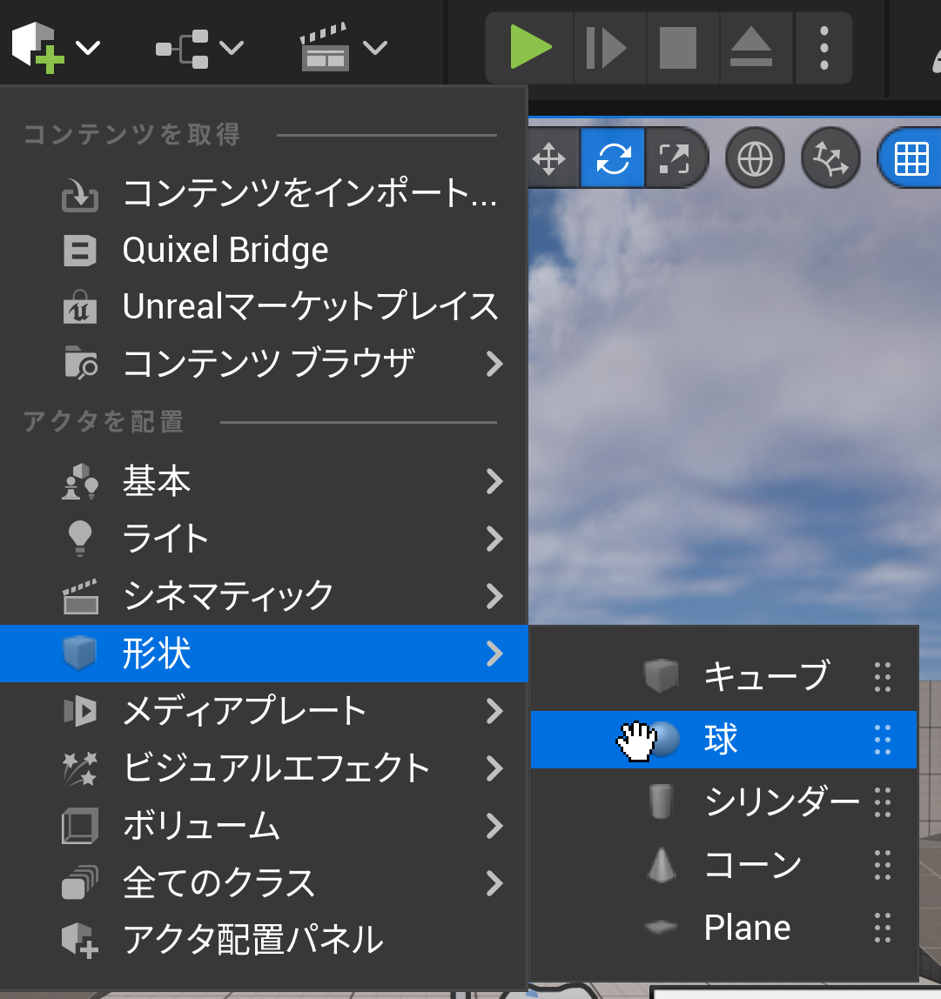 コンテンツを取得
コンテンツをインポート...
Quixel Bridge
Unrealマーケットプレイス
コンテンツ ブラウザ
アクタを配置
基本
ライト
シネマティック
形状
メディアプレート
ビジュアルエフェクト
ボリューム
全てのクラス
アクタ配置パネル
キューブ
球
シリンダー
コーン
Plane